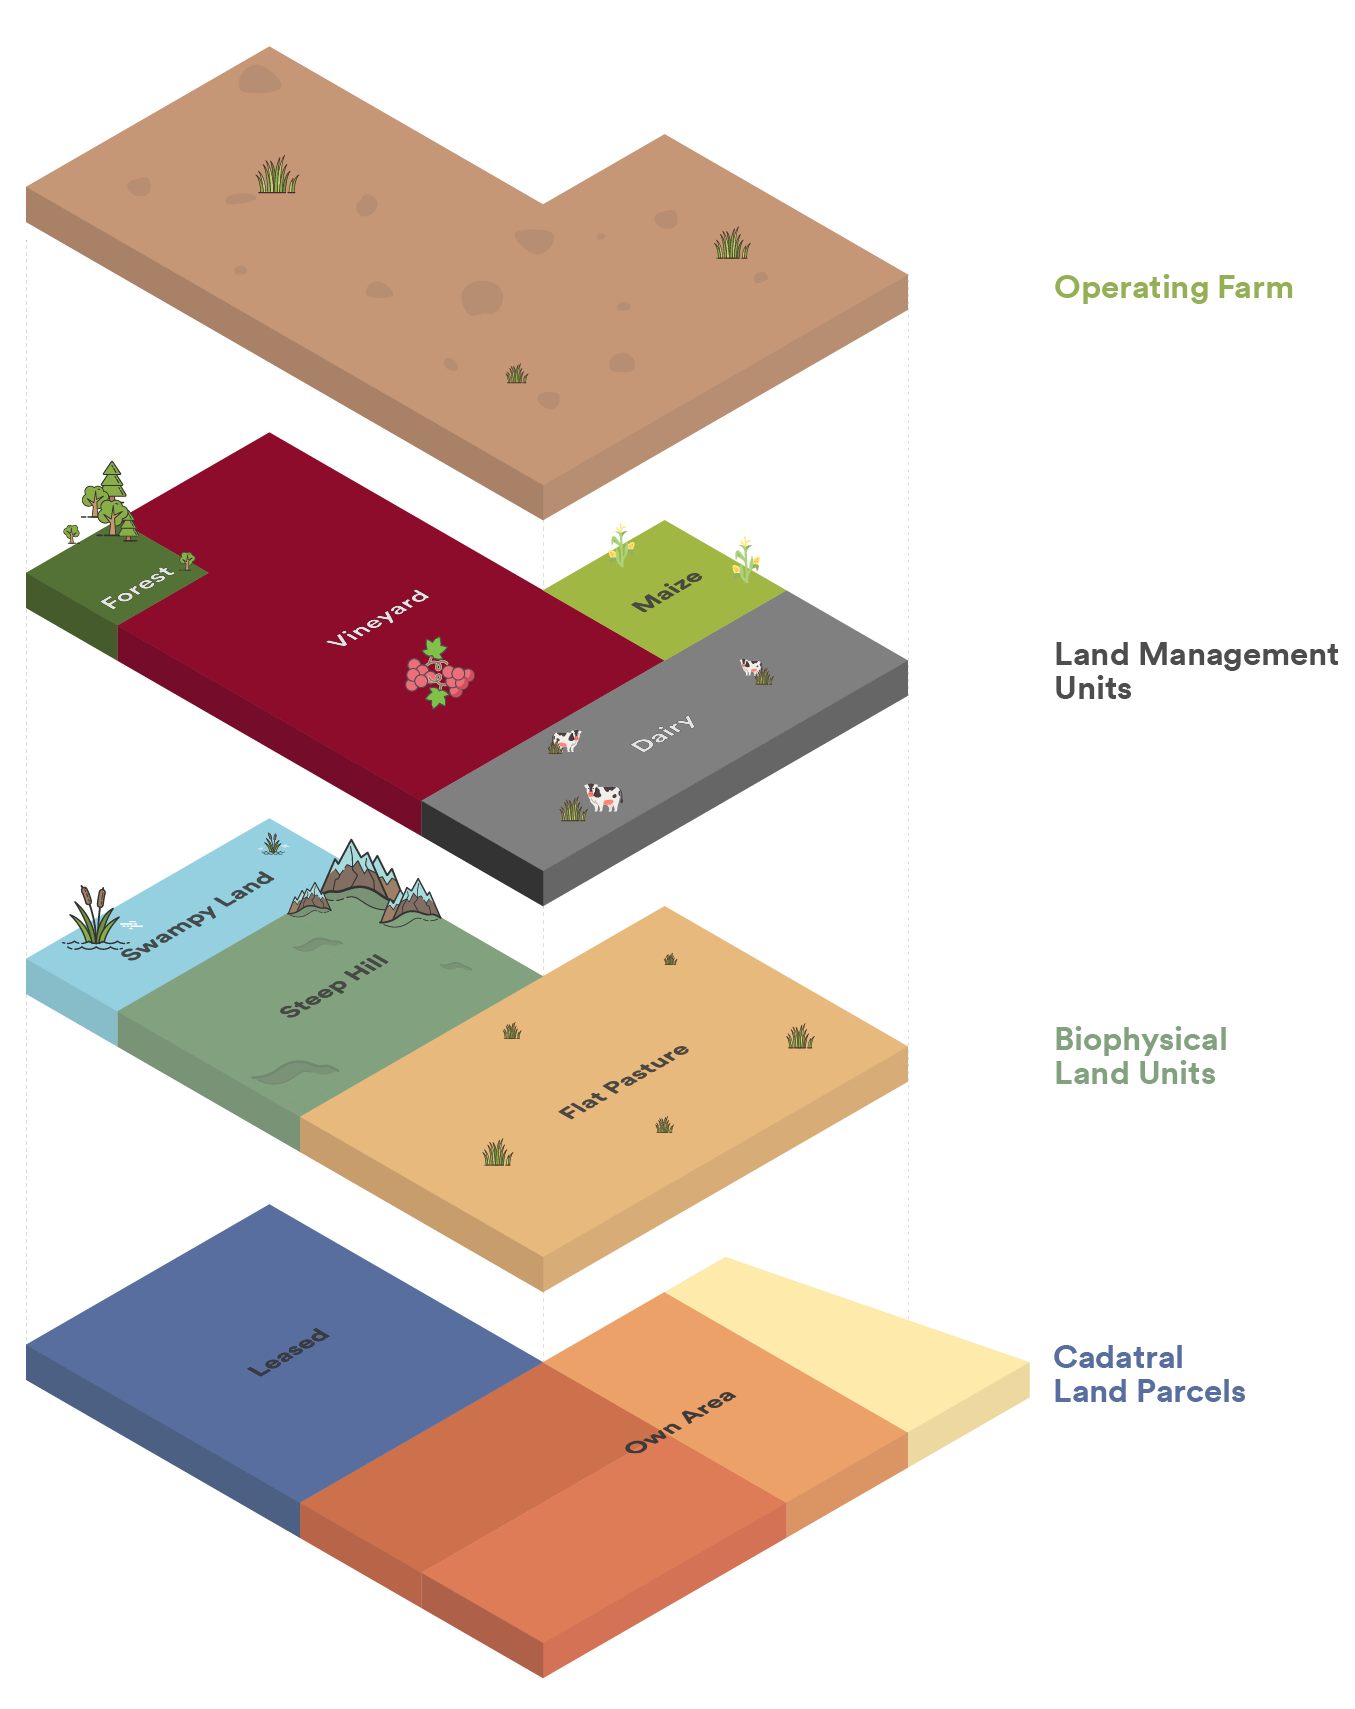 Operating Farm
Forest
Vineyard
Maize
Dairy
Land Management
Units
Swampy Land
Steep Hill
Flat Pasture
Biophysical
Land Units
Leased
Own Area
Cadatral
Land Parcels